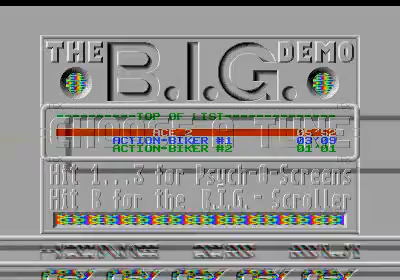 THE B.I.G. DEMO
TOP OF LIST
ACE 2 05'52
ACTION-BIKER #1 03'09
ACTION-BIKER #2 01'01
Hit 1...3 for Psych-O-Screens
Hit B for the B.I.G.- Scroller